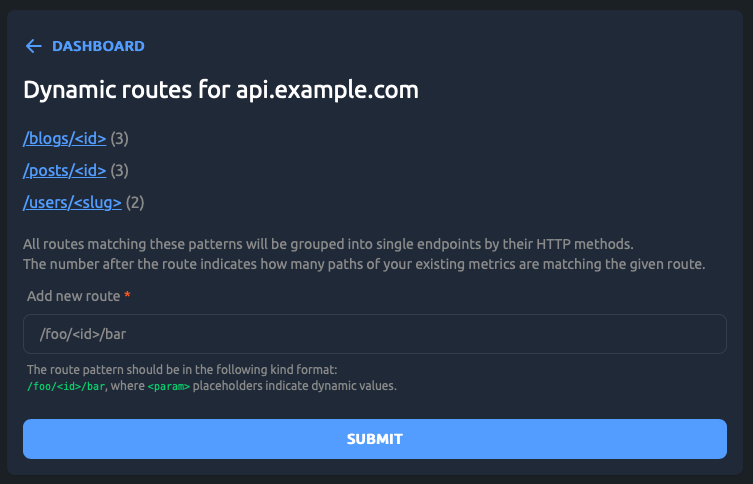 DASHBOARD
Dynamic routes for api.example.com
/blogs/<id> (3)
/posts/<id> (3)
/users/<slug> (2)
All routes matching these patterns will be grouped into single endpoints by their HTTP methods.
The number after the route indicates how many paths of your existing metrics are matching the given route.
Add new route *
/foo/<id>/bar
The route pattern should be in the following kind format:
/foo/<id>/bar, where <param> placeholders indicate dynamic values.
SUBMIT